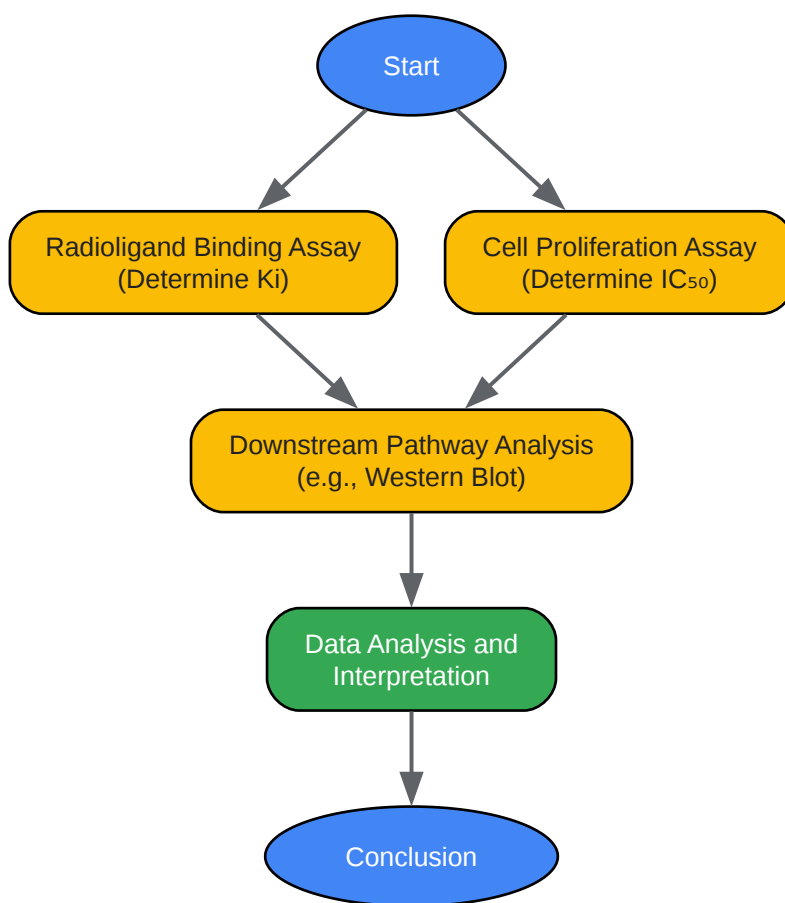 Start
Radioligand Binding Assay
(Determine Ki)
Cell Proliferation Assay
(Determine IC₅₀)
Downstream Pathway Analysis
(e.g., Western Blot)
Data Analysis and
Interpretation
Conclusion